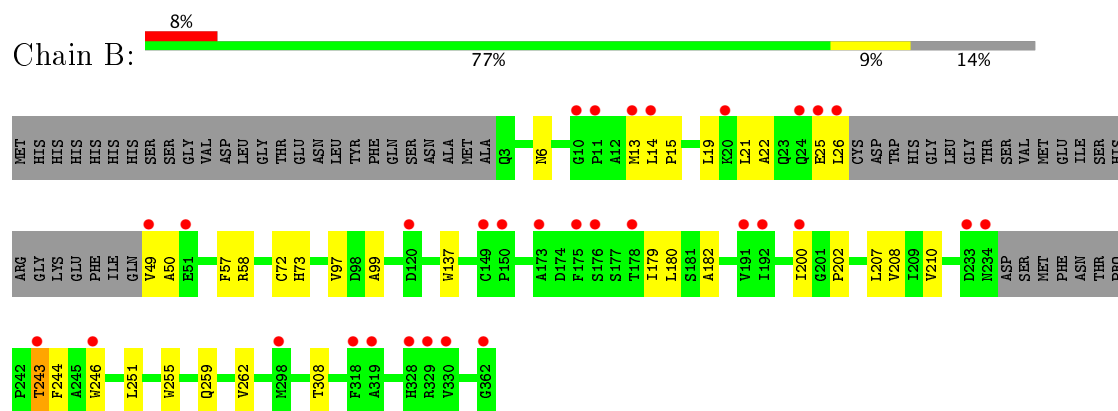 Chain B:
8%
77%
9%
14%
MET HIS HIS HIS HIS HIS HIS SER SER GLY VAL ASP LEU GLY THR GLU ASN LEU TYR PHE GLN SER ASN ALA MET ALA Q3 N6 G10 P11 A12 M13 L14 P15 L19 K20 L21 A22 Q23 Q24 E25 L26 CYS ASP TRP HIS GLY LEU GLY THR SER VAL MET GLU ILE SER HIS
ARG GLY LYS GLU PHE ILE GLN V49 A50 E51 F57 R58 C72 H73 V97 D98 A99 D120 W137 C149 P150 A173 D174 F175 S176 S177 T178 I179 L180 S181 A182 V191 I192 I200 G201 P202 L207 V208 I209 V210 D233 N234 ASP SER MET PHE ASN THR PRO
P242 T243 F244 A245 W246 L251 W255 Q259 V262 M298 T308 F318 A319 H328 R329 V330 G362